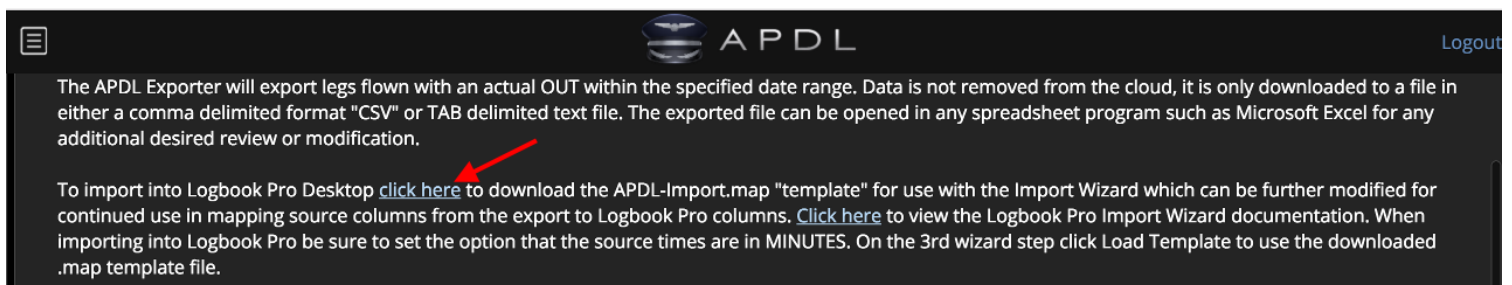 APDL
Logout
The APDL Exporter will export legs flown with an actual OUT within the specified date range. Data is not removed from the cloud, it is only downloaded to a file in
either a comma delimited format "CSV" or TAB delimited text file. The exported file can be opened in any spreadsheet program such as Microsoft Excel for any
additional desired review or modification.
To import into Logbook Pro Desktop click here to download the APDL-Import.map "template" for use with the Import Wizard which can be further modified for
continued use in mapping source columns from the export to Logbook Pro columns. Click here to view the Logbook Pro Import Wizard documentation. When
importing into Logbook Pro be sure to set the option that the source times are in MINUTES. On the 3rd wizard step click Load Template to use the downloaded
.map template file.